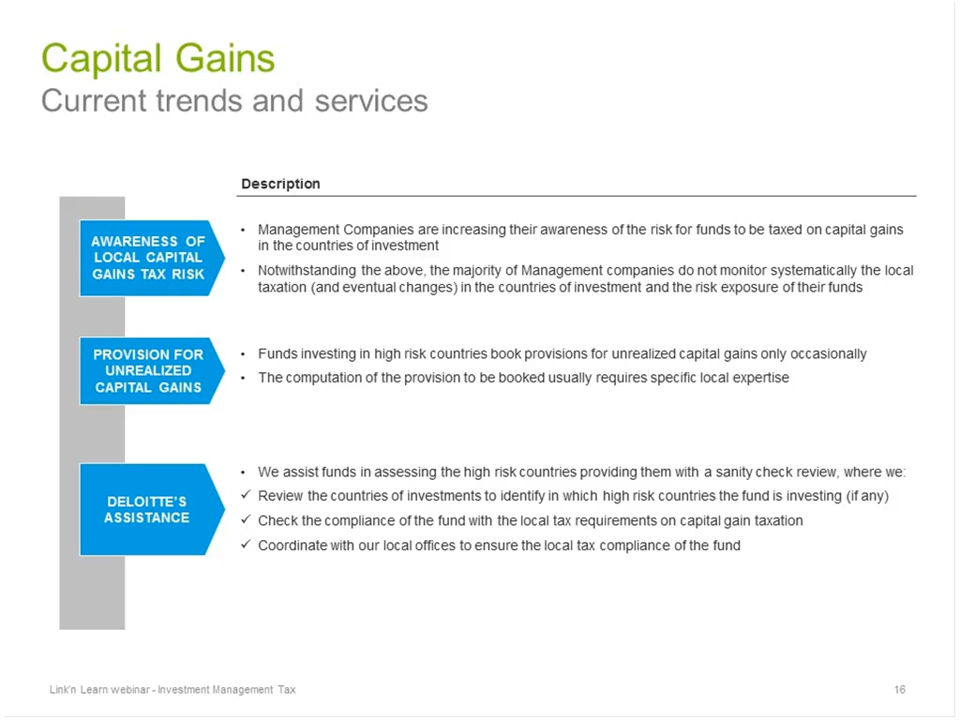 Capital Gains
Current trends and services
Description
AWARENESS OF
LOCAL CAPITAL
GAINS TAX RISK
• Management Companies are increasing their awareness of the risk for funds to be taxed on capital gains
in the countries of investment
• Notwithstanding the above, the majority of Management companies do not monitor systematically the local
taxation (and eventual changes) in the countries of investment and the risk exposure of their funds
PROVISION FOR
UNREALIZED
CAPITAL GAINS
• Funds investing in high risk countries book provisions for unrealized capital gains only occasionally
• The computation of the provision to be booked usually requires specific local expertise
DELOITTE'S
ASSISTANCE
• We assist funds in assessing the high risk countries providing them with a sanity check review, where we:
✓ Review the countries of investments to identify in which high risk countries the fund is investing (if any)
✓ Check the compliance of the fund with the local tax requirements on capital gain taxation
✓ Coordinate with our local offices to ensure the local tax compliance of the fund
Link'n Learn webinar - Investment Management Tax
16